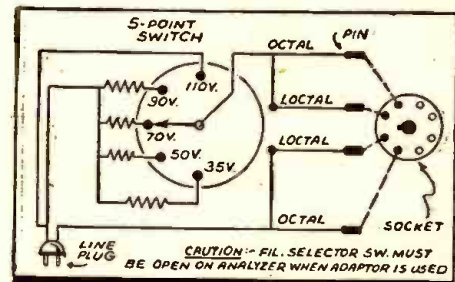 5-POINT
SWITCH
110V.
90V.
70V.
50V.
35V.
OCTAL
PIN
LOCTAL
LOCTAL
OCTAL
SOCKET
LINE
PLUG
CAUTION:- FIL. SELECTOR SW. MUST
BE OPEN ON ANALYZER WHEN ADAPTOR IS USED